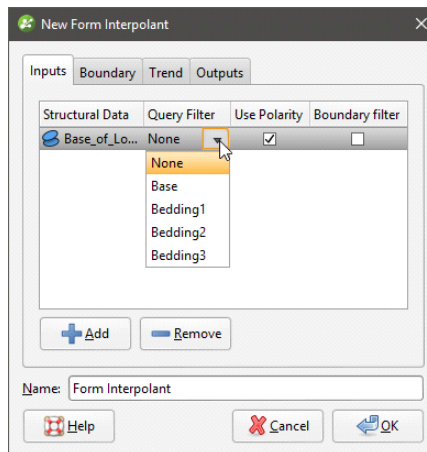 New Form Interpolant
Inputs Boundary Trend Outputs
Structural Data Query Filter Use Polarity Boundary filter
Base_of_Lo... None
None
Base
Bedding1
Bedding2
Bedding3
Add Remove
Name: Form Interpolant
Help Cancel OK